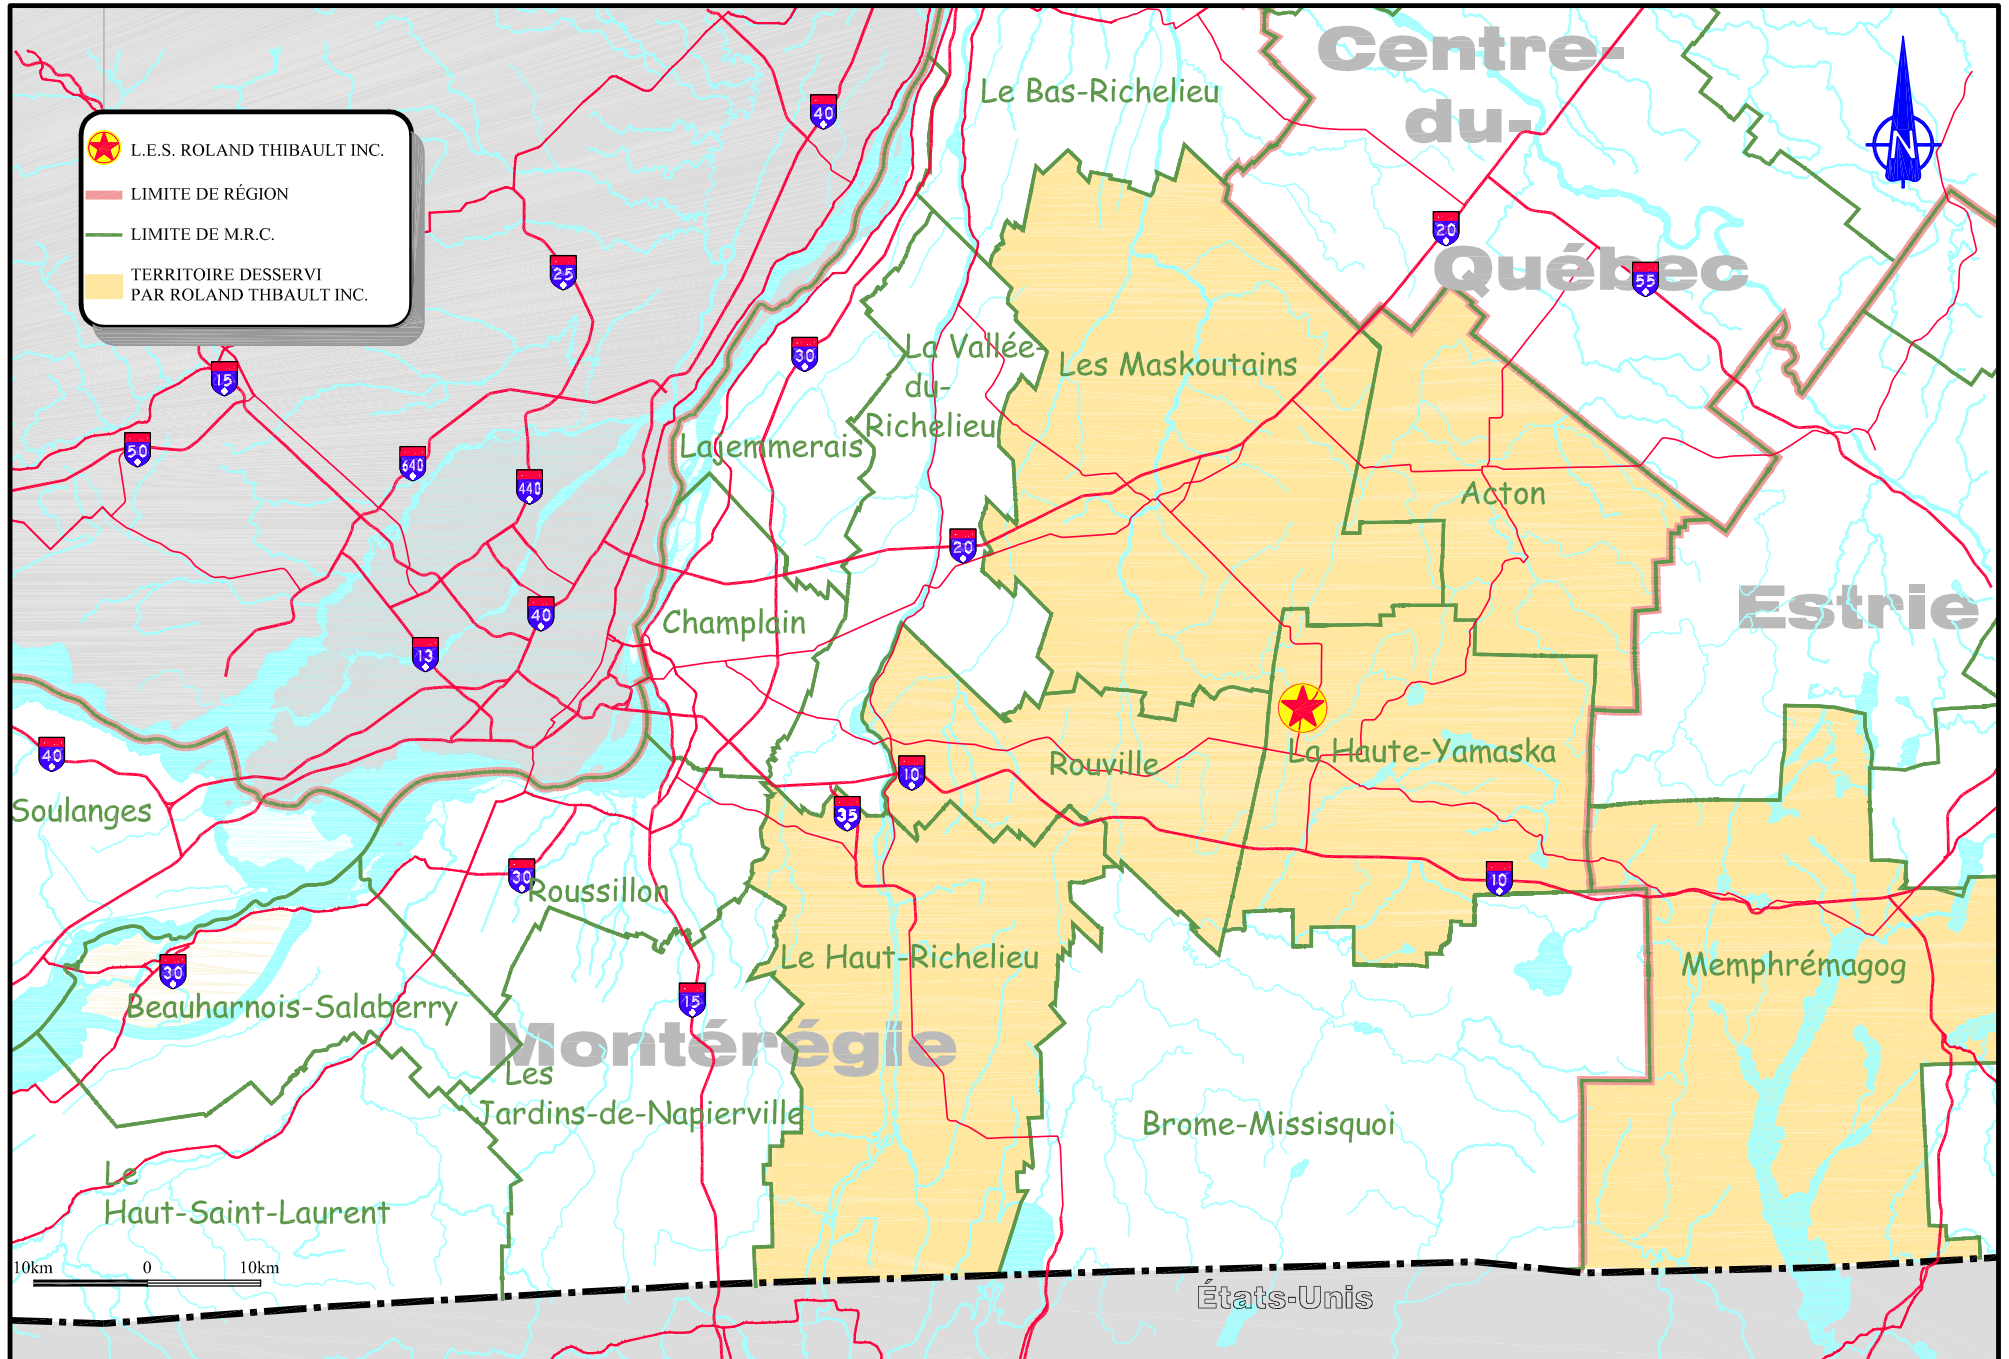 Centre-
du-
Québec
Le Bas-Richelieu
N
40
L.E.S. ROLAND THIBAULT INC.
LIMITE DE RÉGION
LIMITE DE M.R.C.
TERRITOIRE DESSERVI
PAR ROLAND THBAULT INC.
20
25
55
30
La Vallée-
du-
Richelieu
Les Maskoutains
15
Lajemmerais
50
640
440
Acton
20
Estrie
40
Champlain
13
40
Rouville
La Haute-Yamaska
10
Soulanges
35
30
Roussillon
10
Le Haut-Richelieu
Memphrémagog
30
Beauharnois-Salaberry
15
Montérégie
Les
Jardins-de-Napierville
Brome-Missisquoi
Le
Haut-Saint-Laurent
10km 0 10km
États-Unis